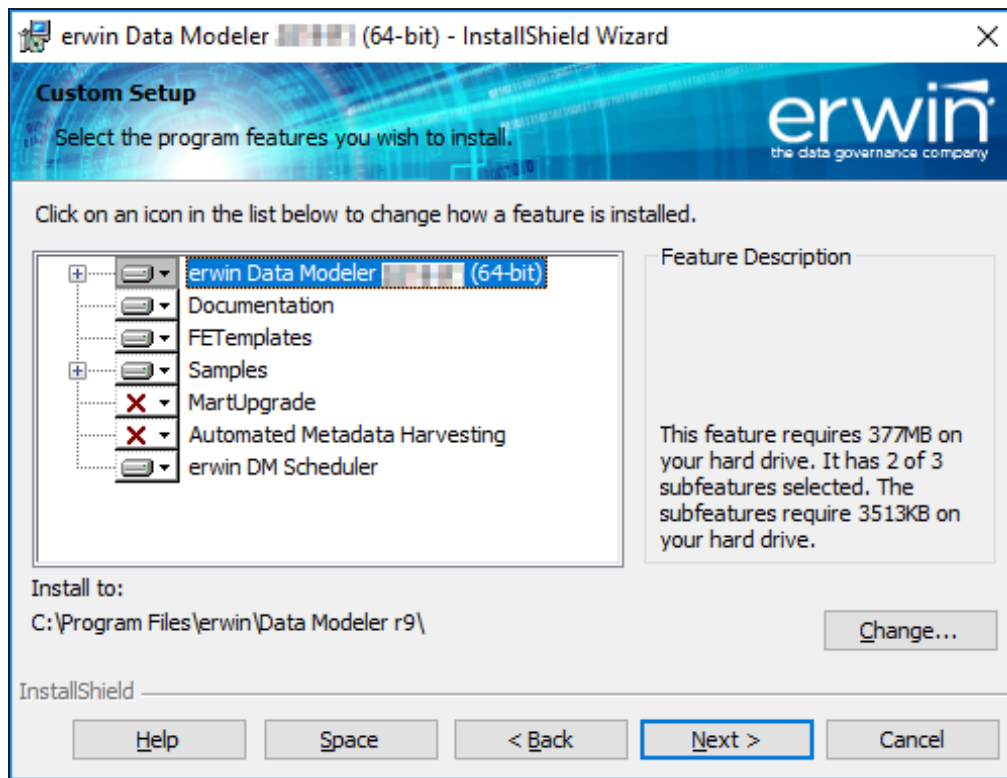 erwin Data Modeler (64-bit) - InstallShield Wizard
Custom Setup
Select the program features you wish to install.
erwin
the data governance company
Click on an icon in the list below to change how a feature is installed.
erwin Data Modeler (64-bit)
Documentation
FETemplates
Samples
MartUpgrade
Automated Metadata Harvesting
erwin DM Scheduler
Feature Description
This feature requires 377MB on
your hard drive. It has 2 of 3
subfeatures selected. The
subfeatures require 3513KB on
your hard drive.
Install to:
C:\Program Files\erwin\Data Modeler r9\
Change...
InstallShield
Help
Space
< Back
Next >
Cancel